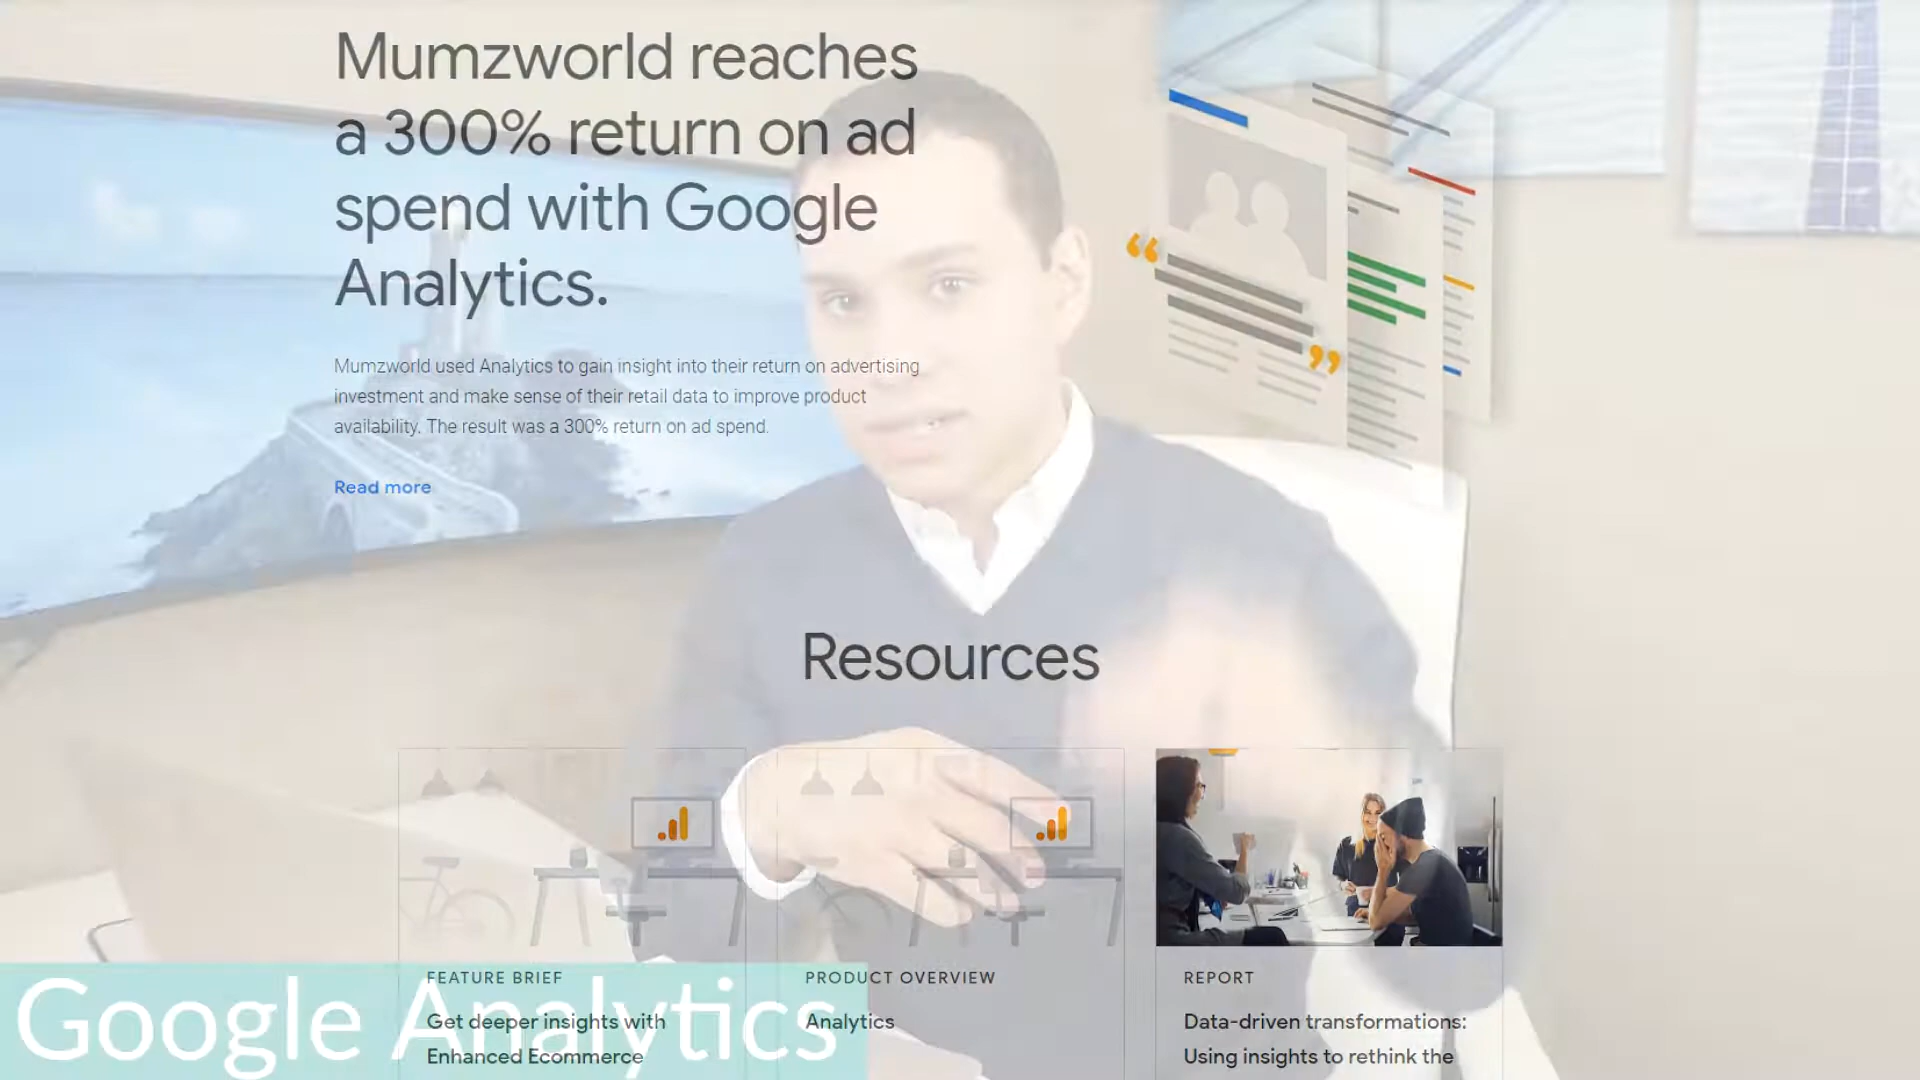 Mumzworld reaches
a 300% return on ad
spend with Google
Analytics.
Mumzworld used Analytics to gain insight into their return on advertising
investment and make sense of their retail data to improve product
availability. The result was a 300% return on ad spend.
Read more
Resources
FEATURE BRIEF
Get deeper insights with
Enhanced Ecommerce
PRODUCT OVERVIEW
Analytics
REPORT
Data-driven transformations:
Using insights to rethink the
Google Analytics